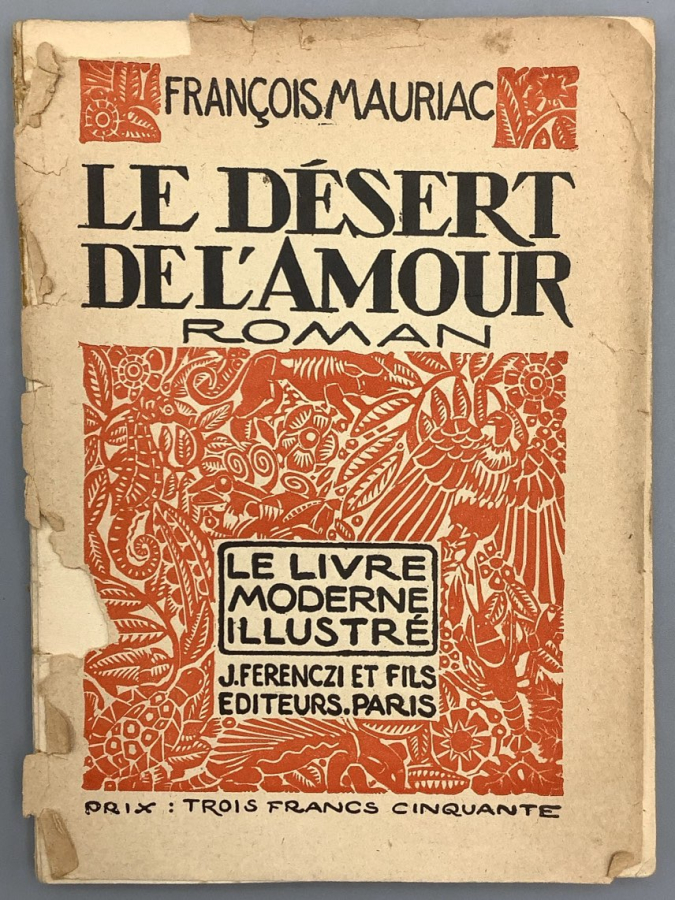 FRANÇOIS MAURIAC
LE DÉSERT
DE L'AMOUR
ROMAN
LE LIVRE
MODERNE
ILLUSTRÉ
J. FERENCZI ET FILS
EDITEURS. PARIS
PRIX : TROIS FRANCS CINQUANTE